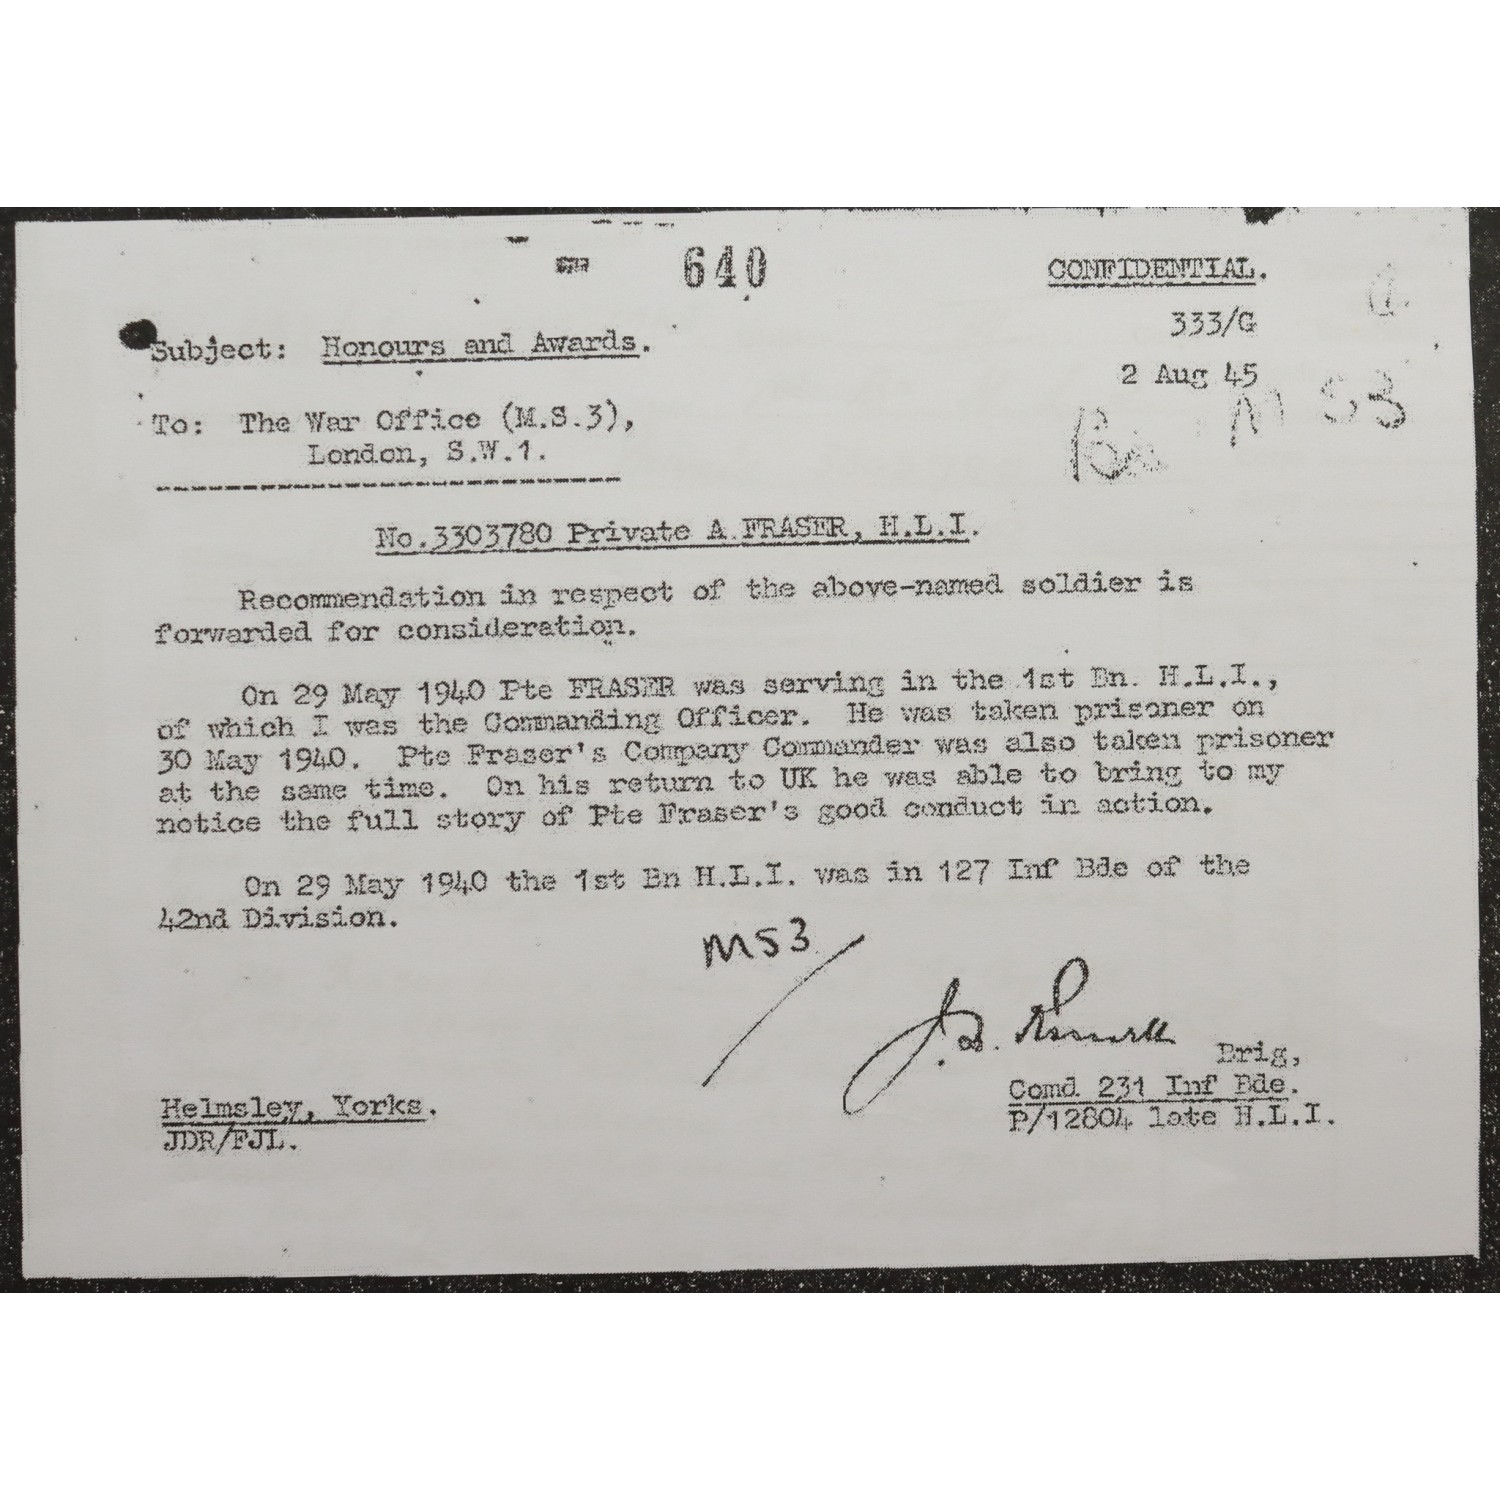 640
CONFIDENTIAL.
333/G
Subject: Honours and Awards.
2 Aug 45
MS3
To: The War Office (M.S.3),
London, S.W.1.
No.3303780 Private A.FRASER, H.L.I.
Recommendation in respect of the above-named soldier is
forwarded for consideration.
On 29 May 1940 Pte FRASER was serving in the 1st Bn. H.L.I.,
of which I was the Commanding Officer. He was taken prisoner on
30 May 1940. Pte Fraser's Company Commander was also taken prisoner
at the same time. On his return to UK he was able to bring to my
notice the full story of Pte Fraser's good conduct in action.
On 29 May 1940 the 1st Bn H.L.I. was in 127 Inf Bde of the
42nd Division.
MS3
J.D.
Brig,
Comd 231 Inf Bde.
P/12804 late H.L.I.
Helmsley, Yorks.
JDR/FJL.